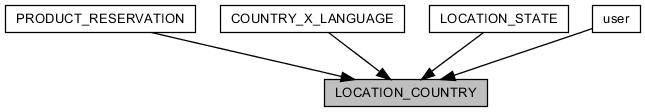 PRODUCT_RESERVATION
COUNTRY_X_LANGUAGE
LOCATION_STATE
user
LOCATION_COUNTRY